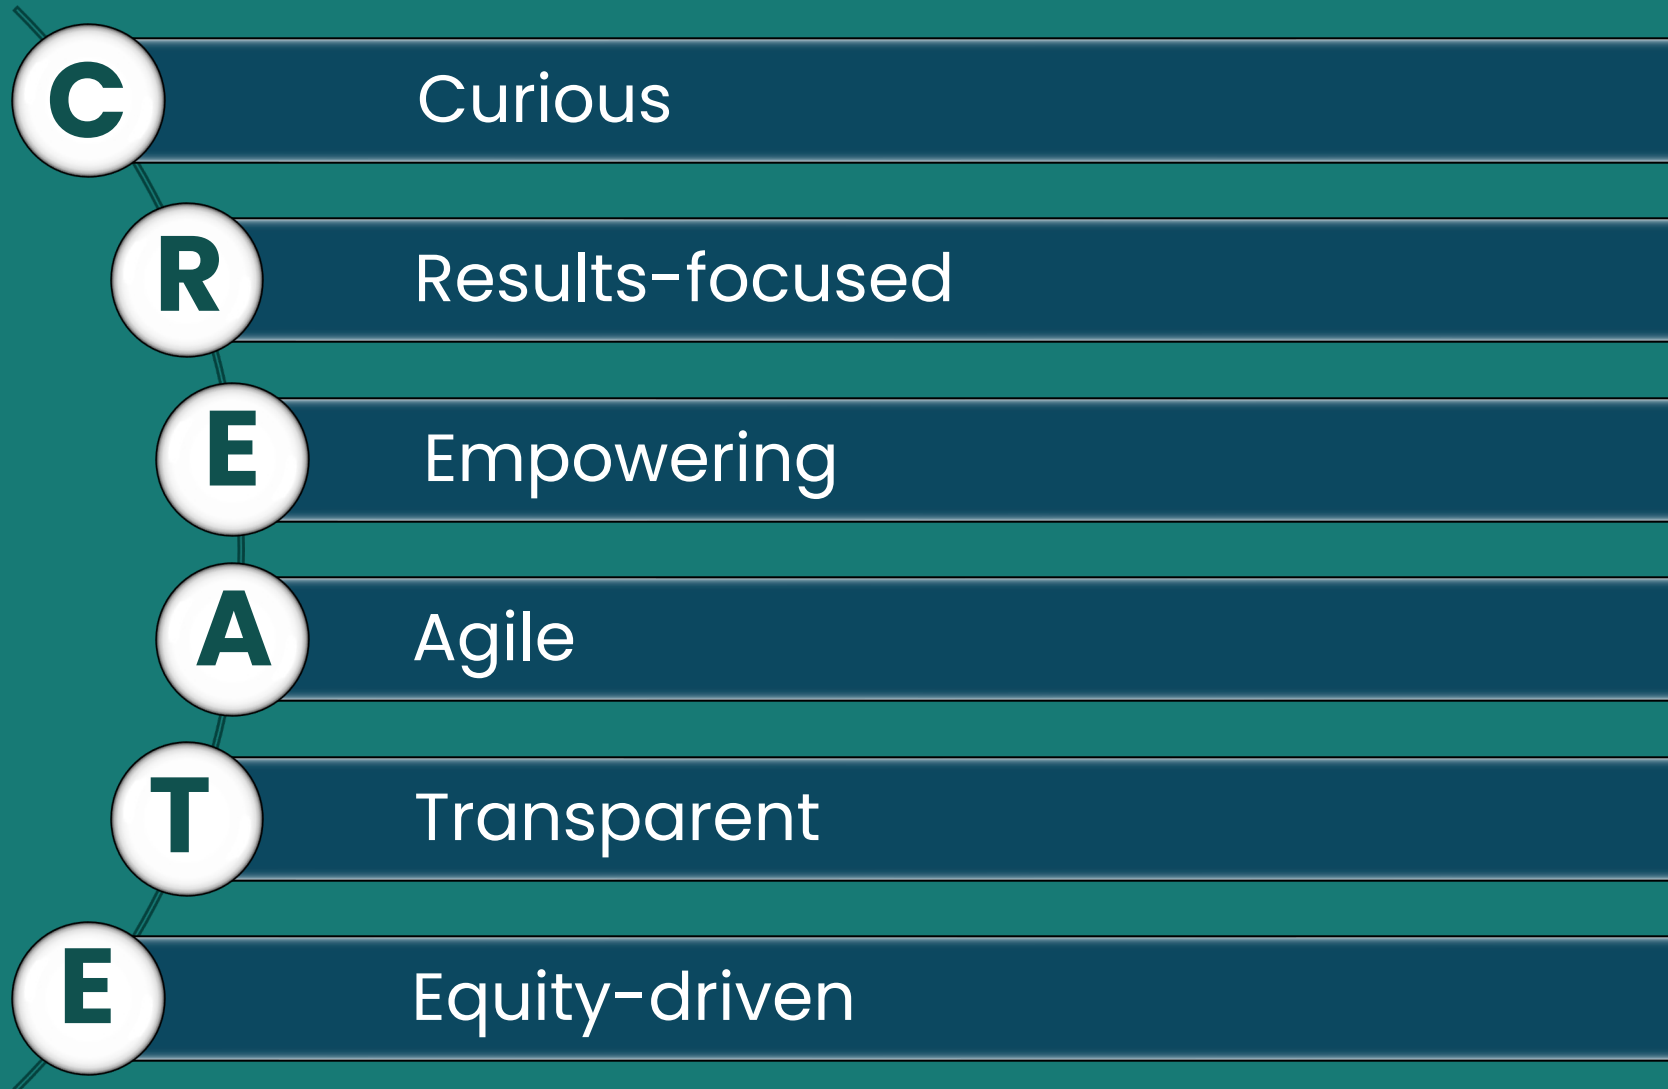 C Curious
R Results-focused
E Empowering
A Agile
T Transparent
E Equity-driven